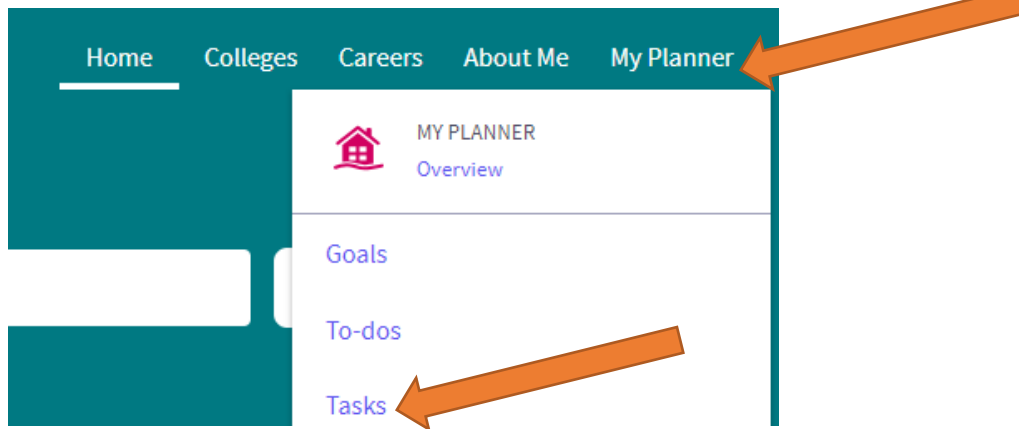 Home Colleges Careers About Me My Planner
MY PLANNER
Overview
Goals
To-dos
Tasks